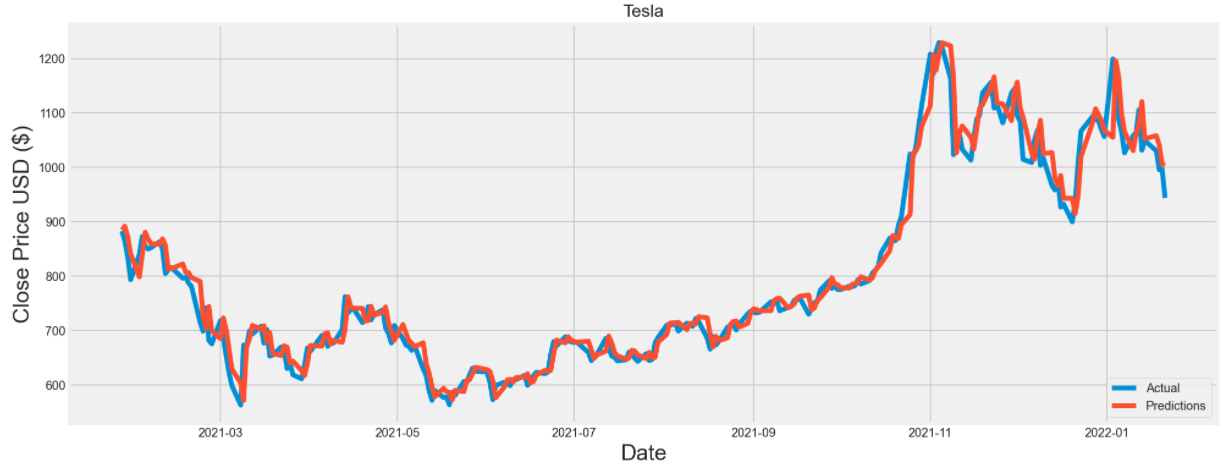 Tesla
Close Price USD ($)
1200
1100
1000
900
800
700
600
Actual
Predictions
2021-03
2021-05
2021-07
2021-09
2021-11
2022-01
Date